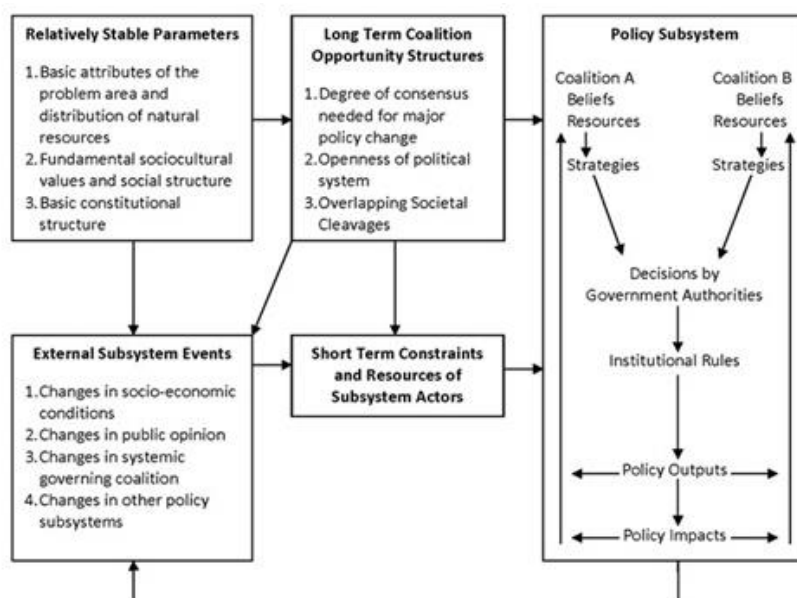 Relatively Stable Parameters
1.Basic attributes of the
problem area and
distribution of natural
resources
2.Fundamental sociocultural
values and social structure
3.Basic constitutional
structure
Long Term Coalition
Opportunity Structures
1.Degree of consensus
needed for major
policy change
2.Openness of political
system
3.Overlapping Societal
Cleavages
Policy Subsystem
Coalition A
Beliefs
Resources
Strategies
Coalition B
Beliefs
Resources
Strategies
Decisions by
Government Authorities
Institutional Rules
Policy Outputs
Policy Impacts
External Subsystem Events
1.Changes in socio-economic
conditions
2.Changes in public opinion
3.Changes in systemic
governing coalition
4.Changes in other policy
subsystems
Short Term Constraints
and Resources of
Subsystem Actors